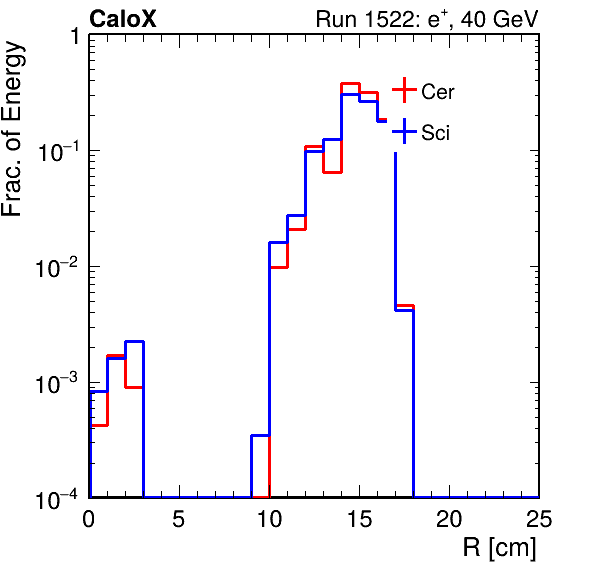 CaloX Run 1522: e⁺, 40 GeV
Frac. of Energy
1
10⁻¹
10⁻²
10⁻³
10⁻⁴
Cer
Sci
0 5 10 15 20 25
R [cm]